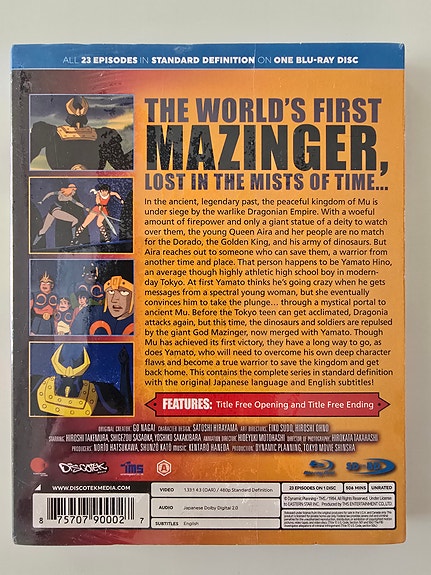 ALL 23 EPISODES IN STANDARD DEFINITION ON ONE BLU-RAY DISC
THE WORLD'S FIRST
MAZINGER,
LOST IN THE MISTS OF TIME...
In the ancient, legendary past, the peaceful kingdom of Mu is
under siege by the warlike Dragonian Empire. With a woeful
amount of firepower and only a giant statue of a deity to watch
over them, the young Queen Aira and her people are no match
for the Dorado, the Golden King, and his army of dinosaurs. But
Aira reaches out to someone who can save them, a warrior from
another time and place. That person happens to be Yamato Hino,
an average though highly athletic high school boy in modern-
day Tokyo. At first Yamato thinks he's going crazy when he gets
messages from a spectral young woman, but she eventually
convinces him to take the plunge... through a mystical portal to
ancient Mu. Before the Tokyo teen can get acclimated, Dragonia
attacks again, but this time, the dinosaurs and soldiers are repulsed
by the giant God Mazinger, now merged with Yamato. Though
Mu has achieved its first victory, they have a long way to go, as
does Yamato, who will need to overcome his own deep character
flaws and become a true warrior to save the kingdom and get
back home. This contains the complete series in standard definition
with the original Japanese language and English subtitles!
FEATURES: Title Free Opening and Title Free Ending
ORIGINAL CREATOR: GO NAGAI CHARACTER DESIGN: SATOSHI HIRAYAMA ART DIRECTORS: EIKO SUDO, HIROSHI OHNO
STARRING: HIROSHI TAKEMURA, SHIGEZOU SASAOKA, YOSHIKO SAKAKIBARA ANIMATION DIRECTOR: HIDEYUKI MOTOHASHI DIRECTOR OF PHOTOGRAPHY: HIROKATA TAKAHASHI
PRODUCERS: NORIO HATSUKAWA, SHUNZO KATO MUSIC: KENTARO HANEDA PRODUCTION: DYNAMIC PLANNING, TOKYO MOVIE SHINSHA
DISCOTEK
tms
Blu-ray Disc
SD-BD
WWW.DISCOTEKMEDIA.COM
8 75707 90002 7
VIDEO 1.33:1 4:3 (OAR) / 480p Standard Definition
AUDIO Japanese Dolby Digital 2.0
SUBTITLES English
23 EPISODES ON 1 DISC 506 MINS UNRATED